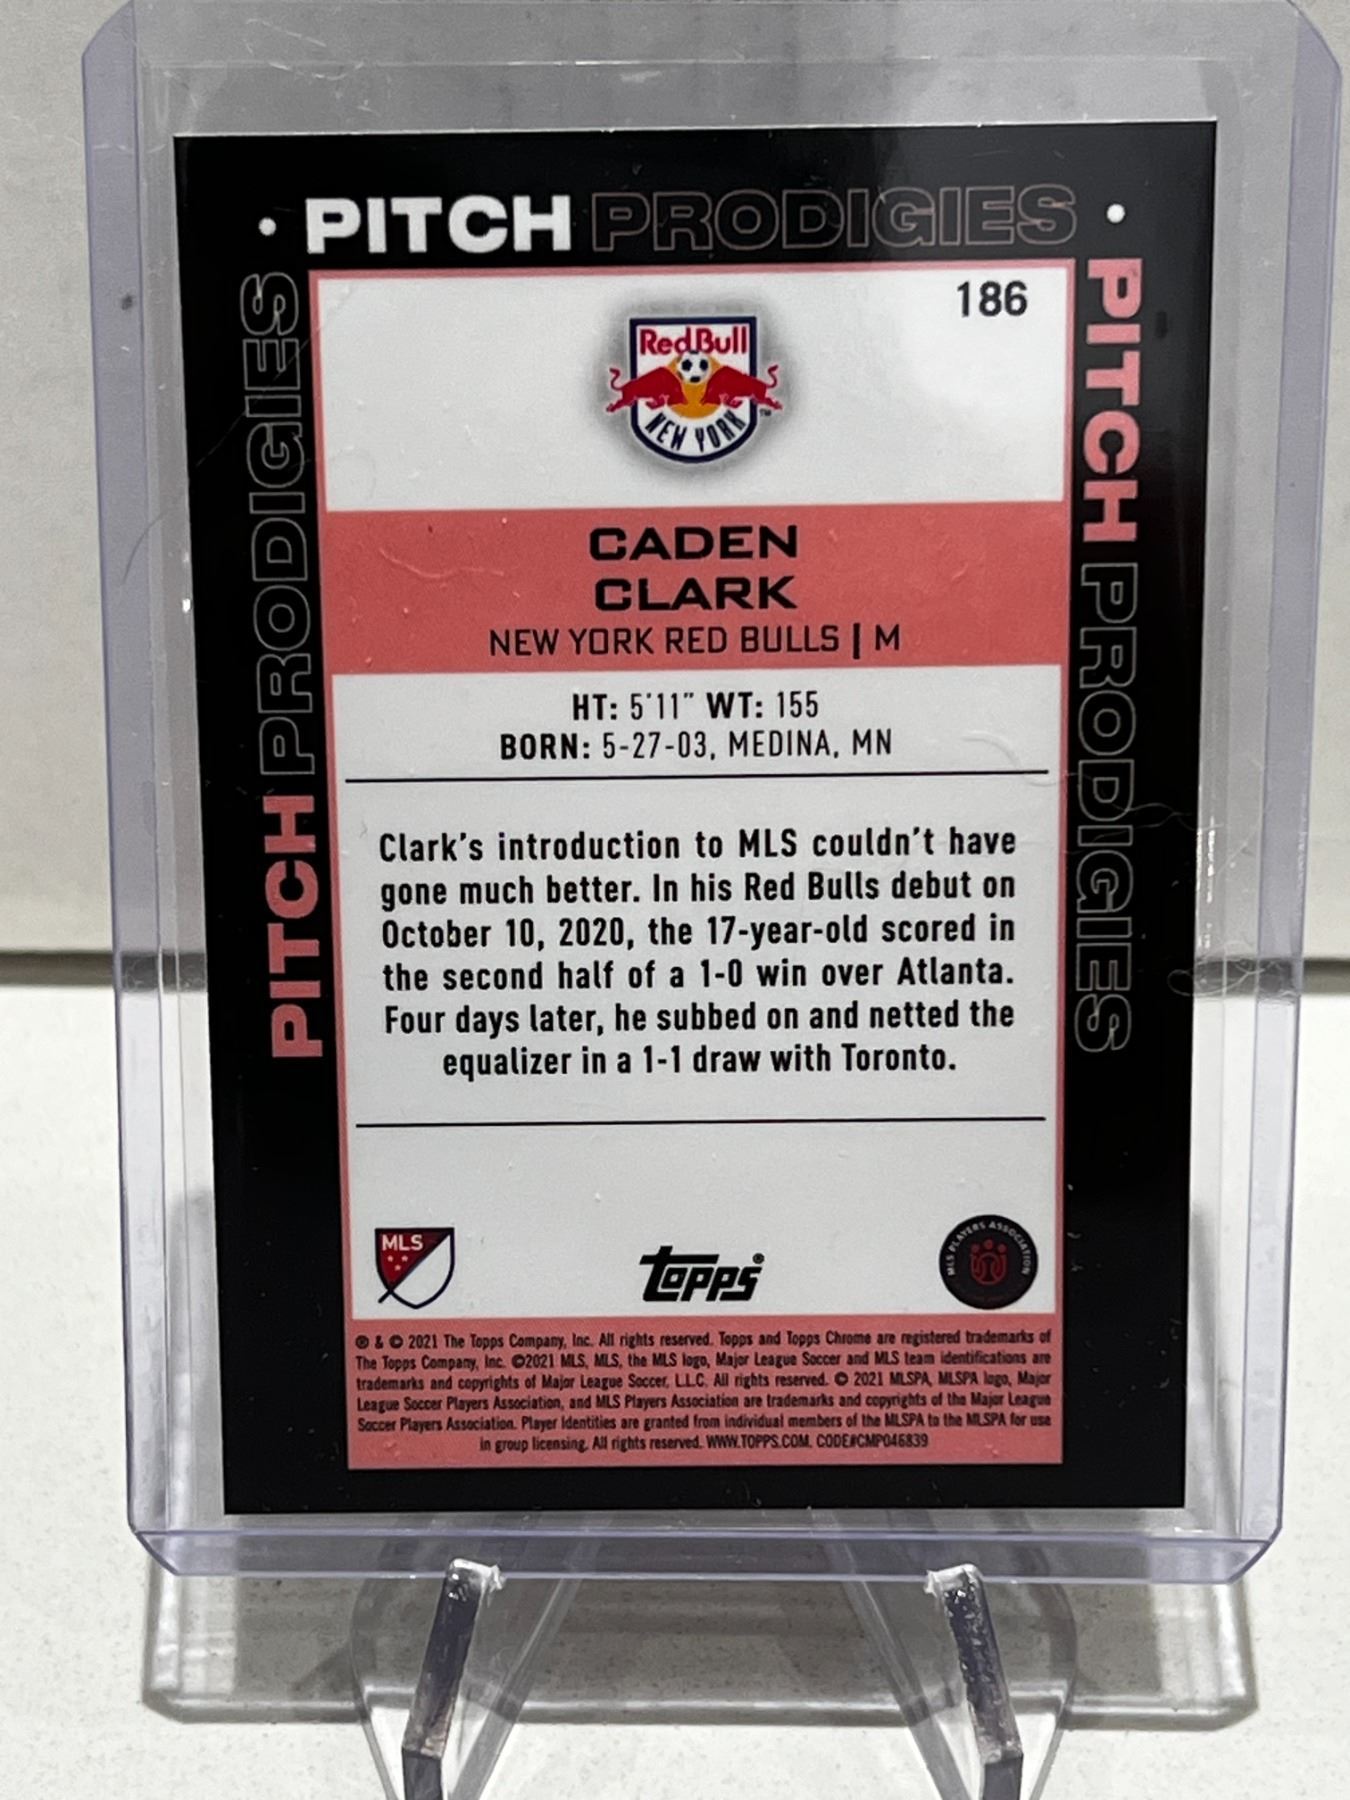 • PITCH PRODIGIES •
PITCH PRODIGIES
PITCH PRODIGIES
186
Red Bull
NEW YORK
™
CADEN
CLARK
NEW YORK RED BULLS | M
HT: 5'11" WT: 155
BORN: 5-27-03, MEDINA, MN
Clark's introduction to MLS couldn't have
gone much better. In his Red Bulls debut on
October 10, 2020, the 17-year-old scored in
the second half of a 1-0 win over Atlanta.
Four days later, he subbed on and netted the
equalizer in a 1-1 draw with Toronto.
MLS
topps®
MLS PLAYERS ASSOCIATION
® & © 2021 The Topps Company, Inc. All rights reserved. Topps and Topps Chrome are registered trademarks of
The Topps Company, Inc. ©2021 MLS, MLS, the MLS logo, Major League Soccer and MLS team identifications are
trademarks and copyrights of Major League Soccer, L.L.C. All rights reserved. © 2021 MLSPA, MLSPA logo, Major
League Soccer Players Association, and MLS Players Association are trademarks and copyrights of the Major League
Soccer Players Association. Player Identities are granted from individual members of the MLSPA to the MLSPA for use
in group licensing. All rights reserved. WWW.TOPPS.COM. CODE#CMP046839